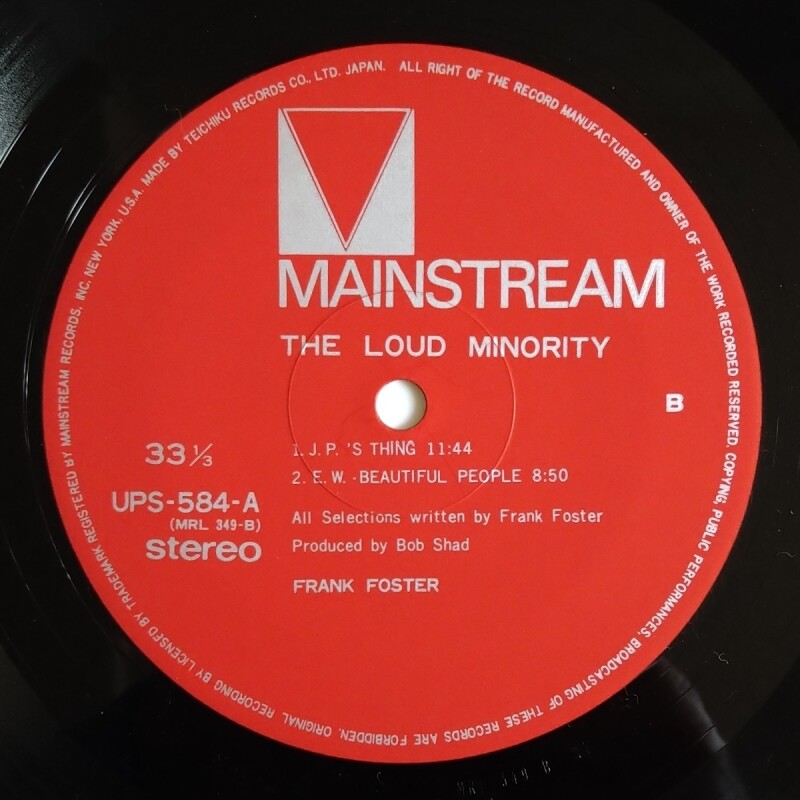 MAINSTREAM
THE LOUD MINORITY
B
33 ⅓
UPS-584-A
(MRL 349-B)
stereo
1. J. P. 'S THING 11:44
2. E. W. -BEAUTIFUL PEOPLE 8:50
All Selections written by Frank Foster
Produced by Bob Shad
FRANK FOSTER
ORIGINAL RECORDING BY LICENSED BY TRADEMARK REGISTERED BY MAINSTREAM RECORDS, INC. NEW YORK, U.S.A. MADE BY TEICHIKU RECORDS CO., LTD. JAPAN. ALL RIGHT OF THE RECORD MANUFACTURED AND OWNER OF THE WORK RECORDED RESERVED, COPYING, PUBLIC PERFORMANCES, BROADCASTING OF THESE RECORDS ARE FORBIDDEN.